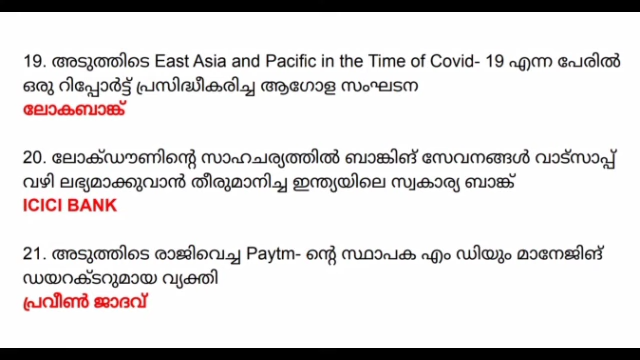 19. അടുത്തിടെ East Asia and Pacific in the Time of Covid- 19 എന്ന പേരിൽ
ഒരു റിപ്പോർട്ട് പ്രസിദ്ധീകരിച്ച ആഗോള സംഘടന
ലോകബാങ്ക്
20. ലോക്ഡൗണിന്റെ സാഹചര്യത്തിൽ ബാങ്കിങ് സേവനങ്ങൾ വാട്സാപ്പ്
വഴി ലഭ്യമാക്കുവാൻ തീരുമാനിച്ച ഇന്ത്യയിലെ സ്വകാര്യ ബാങ്ക്
ICICI BANK
21. അടുത്തിടെ രാജിവെച്ച Paytm- ന്റെ സ്ഥാപക എം ഡിയും മാനേജിങ്
ഡയറക്ടറുമായ വ്യക്തി
പ്രവീൺ ജാദവ്